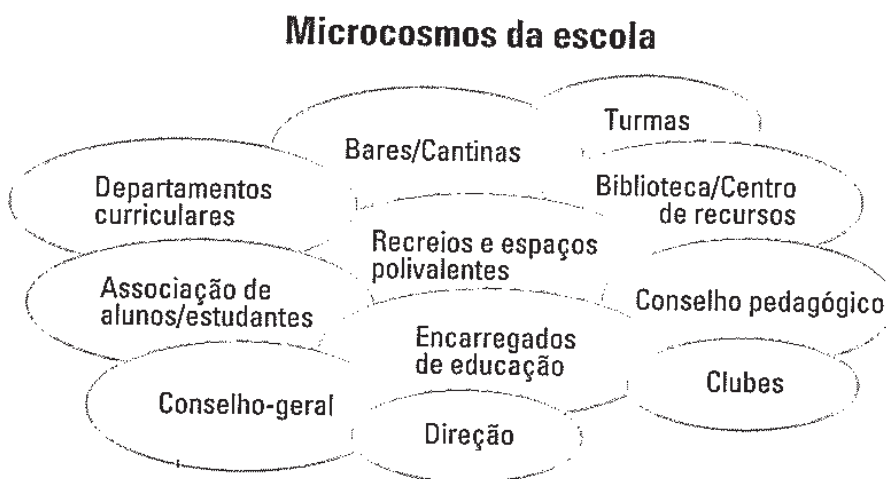 Microcosmos da escola
Turmas
Bares/Cantinas
Departamentos
curriculares
Biblioteca/Centro
de recursos
Recreios e espaços
polivalentes
Associação de
alunos/estudantes
Conselho pedagógico
Encarregados
de educação
Clubes
Conselho-geral
Direção